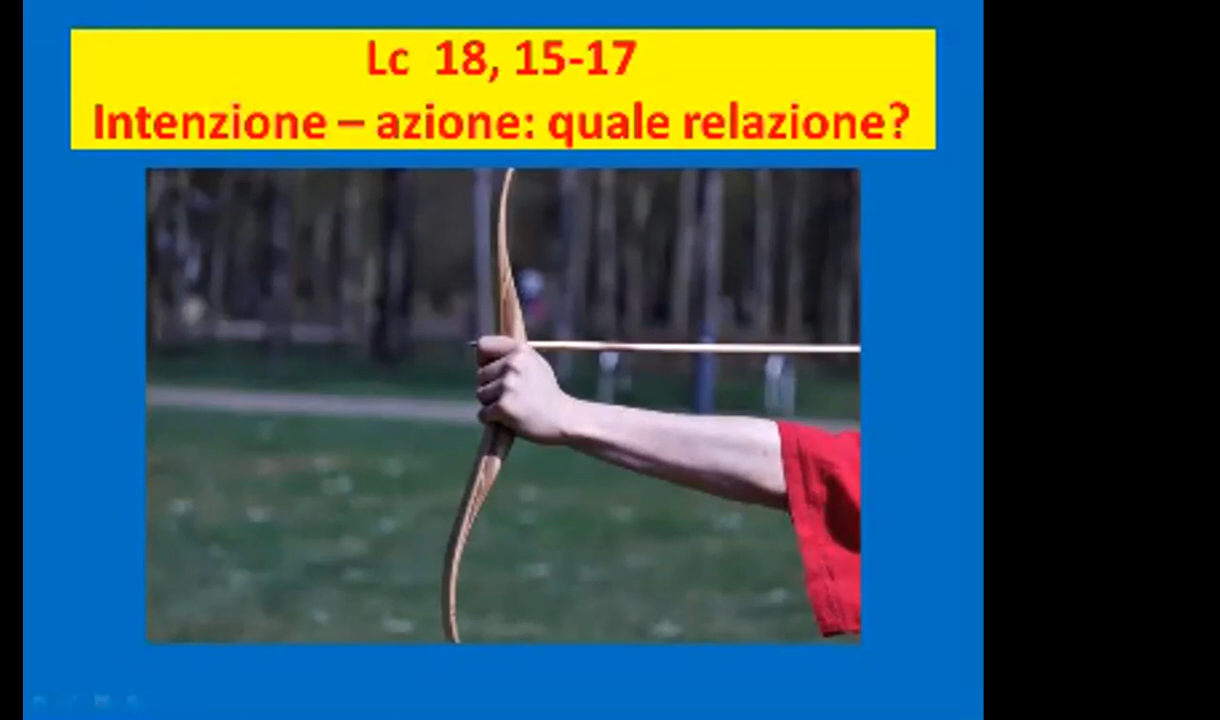 Lc 18, 15-17
Intenzione – azione: quale relazione?